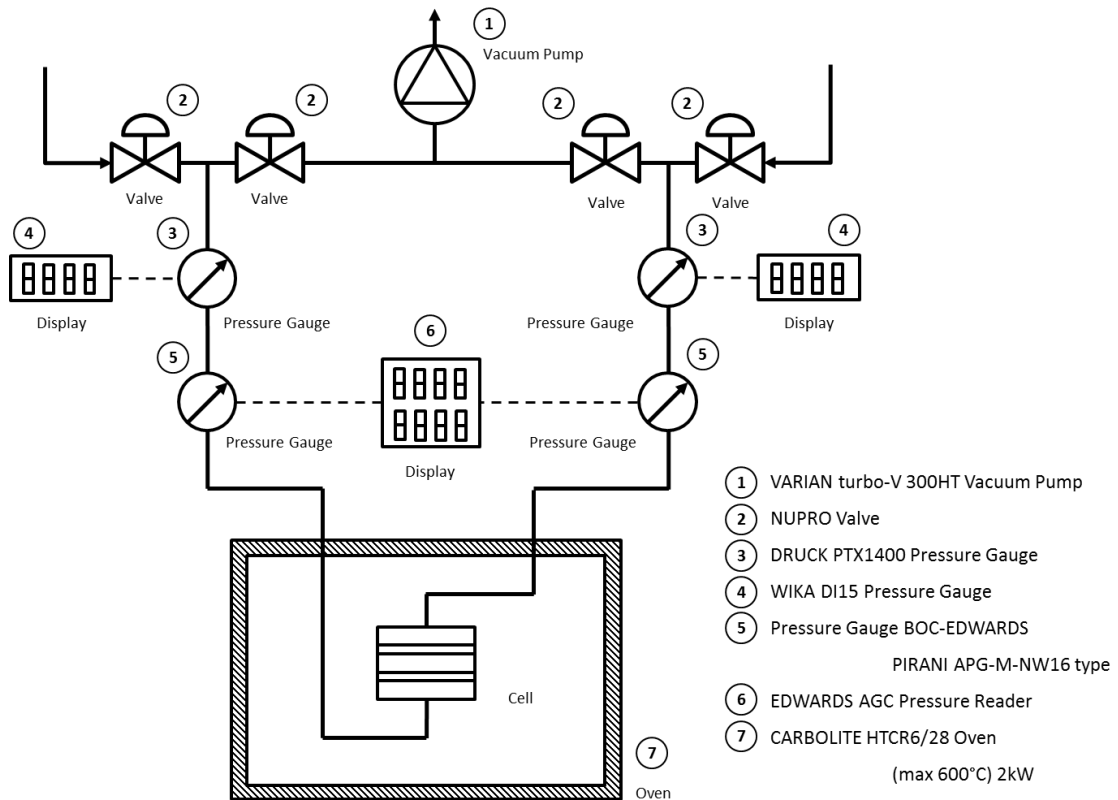 1
Vacuum Pump
2
2
2
2
Valve
Valve
Valve
Valve
4
3
3
4
Display
Pressure Gauge
Pressure Gauge
Display
5
6
5
Pressure Gauge
Display
Pressure Gauge
Cell
7
Oven
1 VARIAN turbo-V 300HT Vacuum Pump
2 NUPRO Valve
3 DRUCK PTX1400 Pressure Gauge
4 WIKA DI15 Pressure Gauge
5 Pressure Gauge BOC-EDWARDS
PIRANI APG-M-NW16 type
6 EDWARDS AGC Pressure Reader
7 CARBOLITE HTCR6/28 Oven
(max 600°C) 2kW